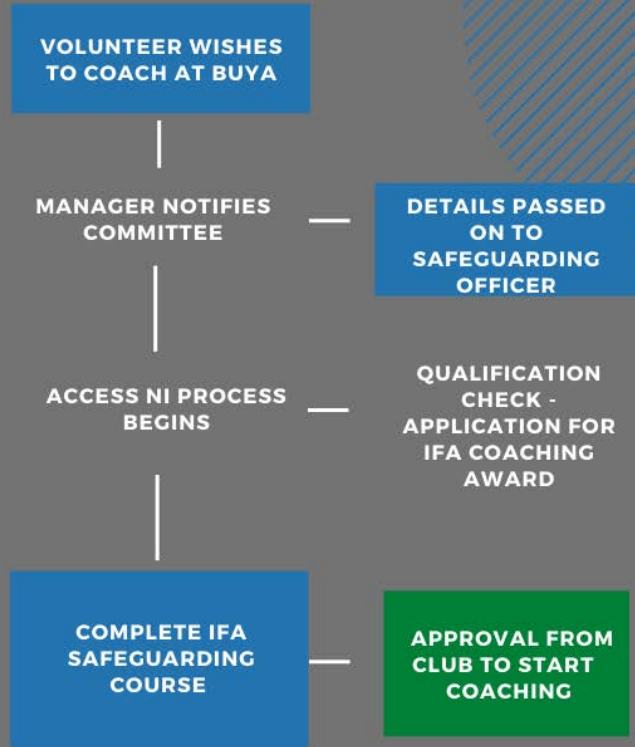 VOLUNTEER WISHES
TO COACH AT BUYA
MANAGER NOTIFIES
COMMITTEE
DETAILS PASSED
ON TO
SAFEGUARDING
OFFICER
ACCESS NI PROCESS
BEGINS
QUALIFICATION
CHECK -
APPLICATION FOR
IFA COACHING
AWARD
COMPLETE IFA
SAFEGUARDING
COURSE
APPROVAL FROM
CLUB TO START
COACHING